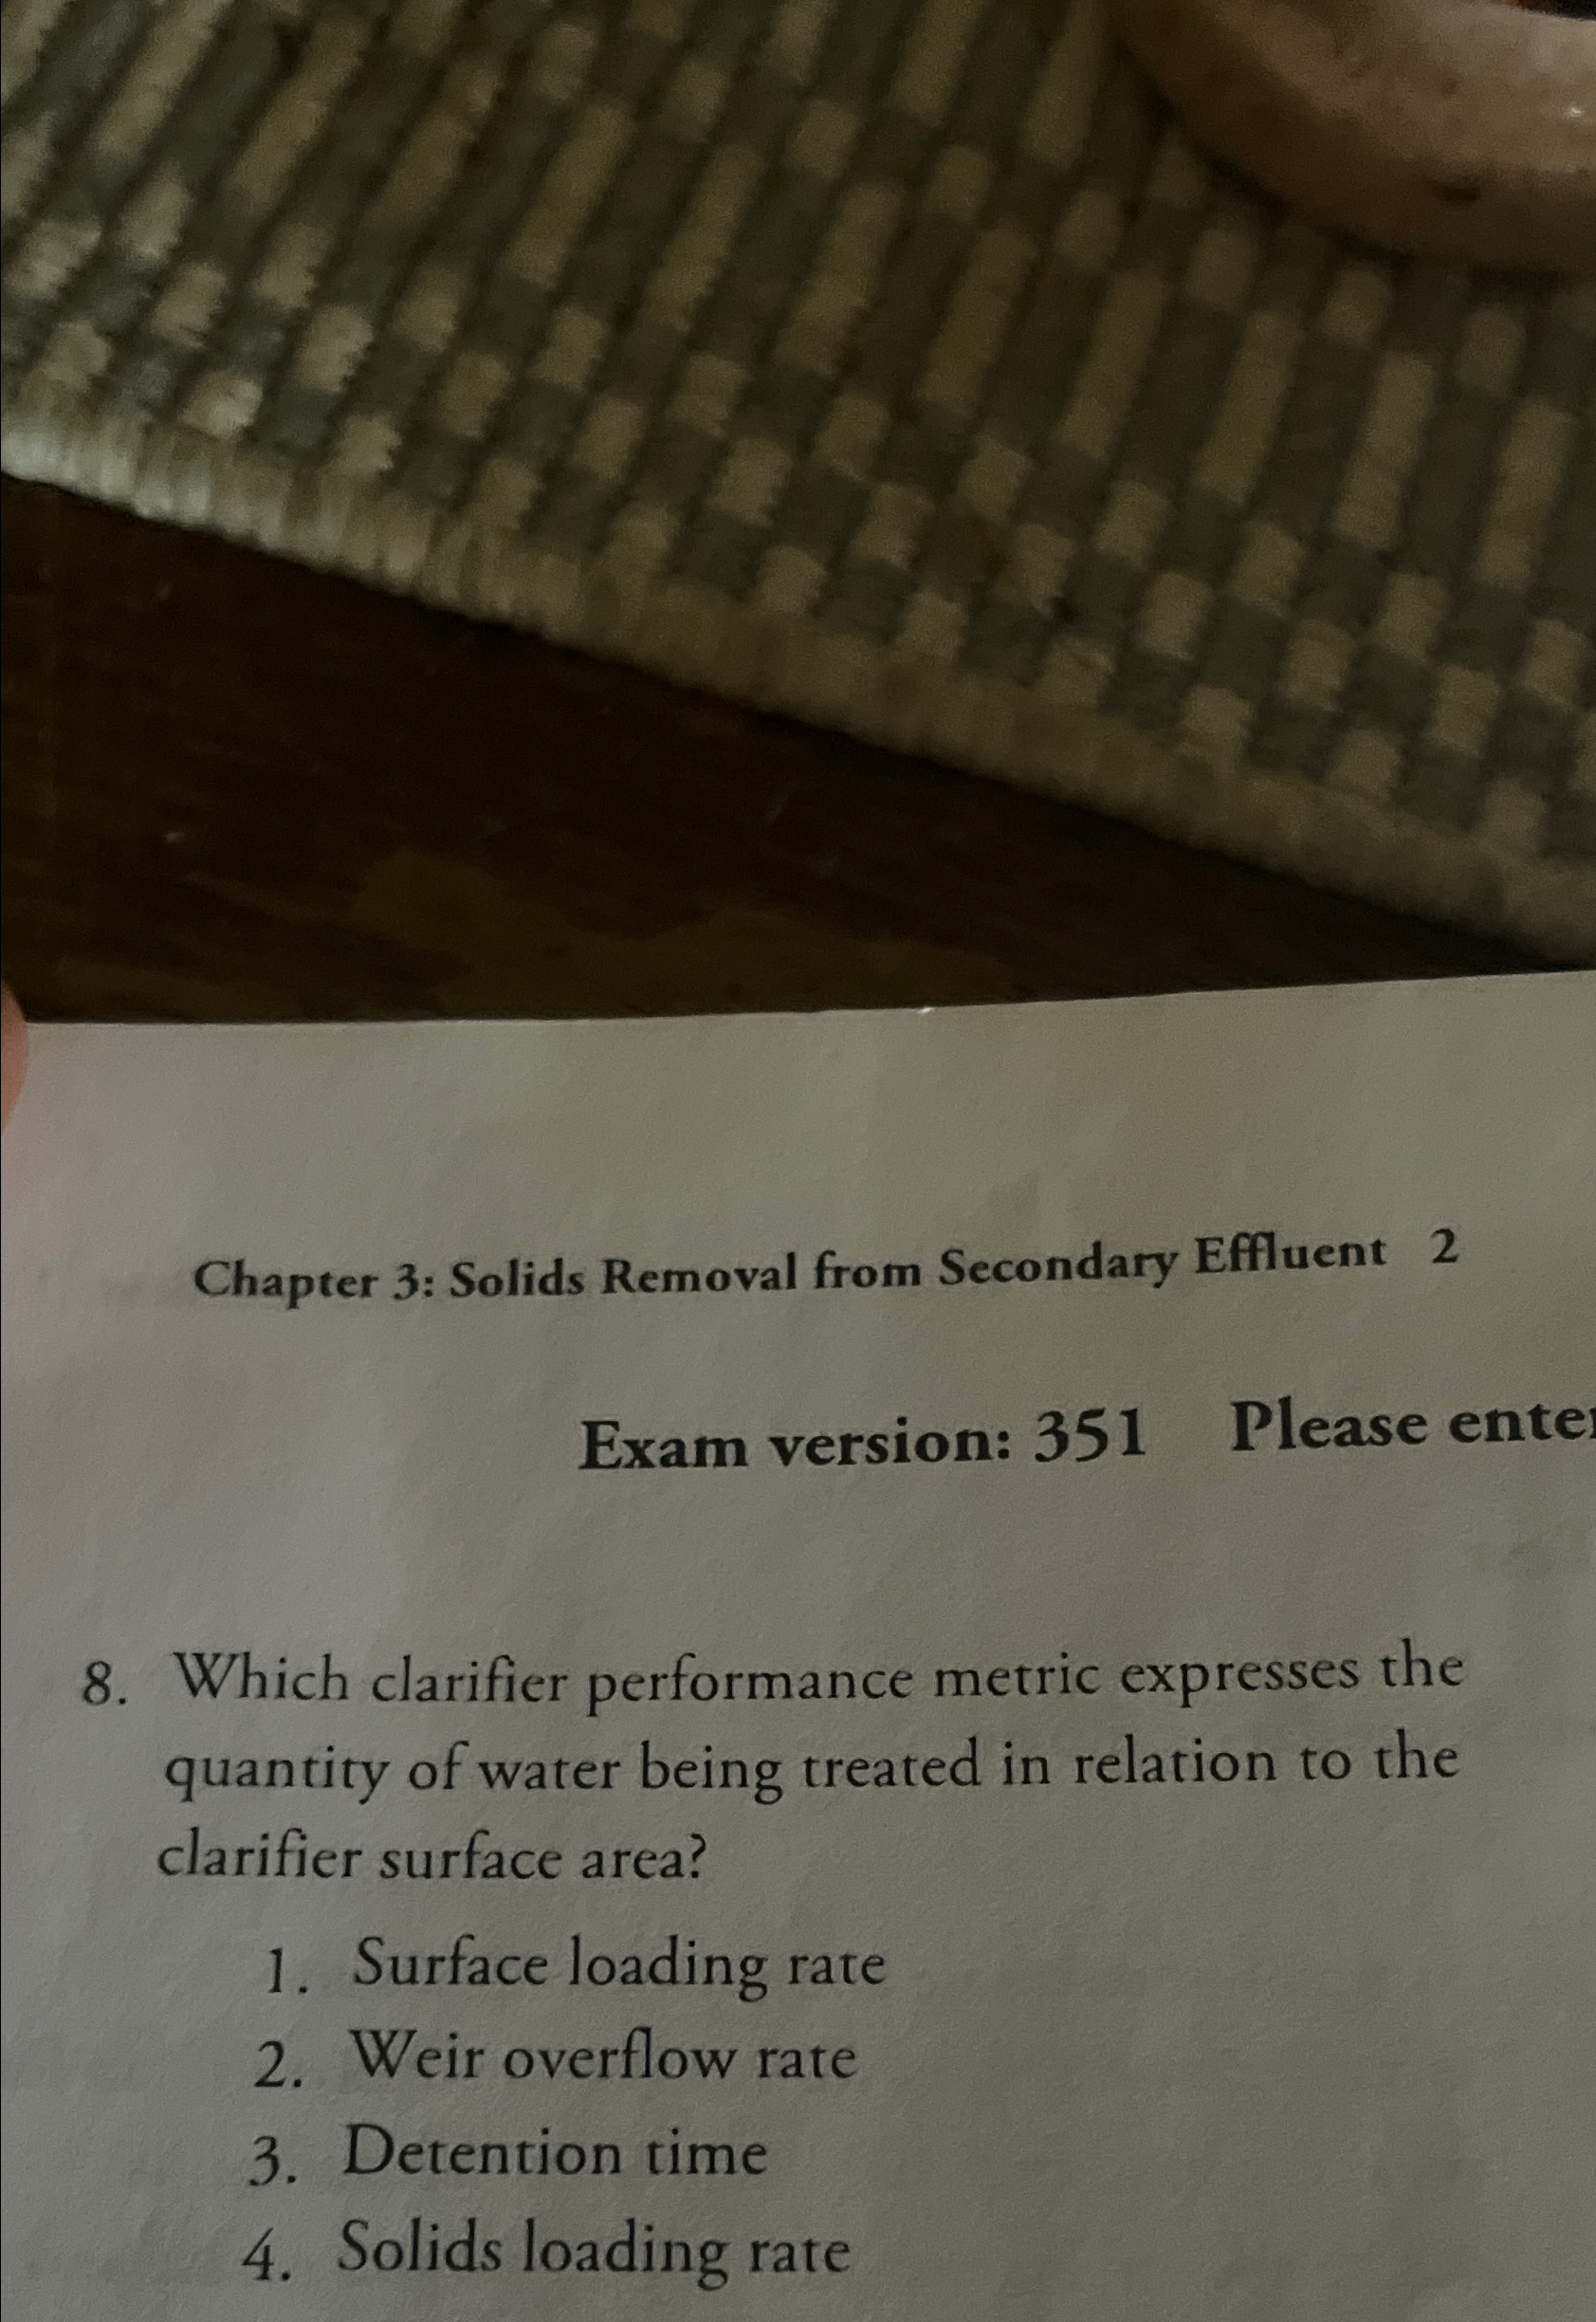 Chapter 3: Solids Removal from Secondary Effluent 2
Exam version: 351 Please
8. Which clarifier performance metric expresses the
quantity of water being treated in relation to the
clarifier surface area?
1. Surface loading rate
2. Weir overflow rate
3. Detention time
4. Solids loading rate